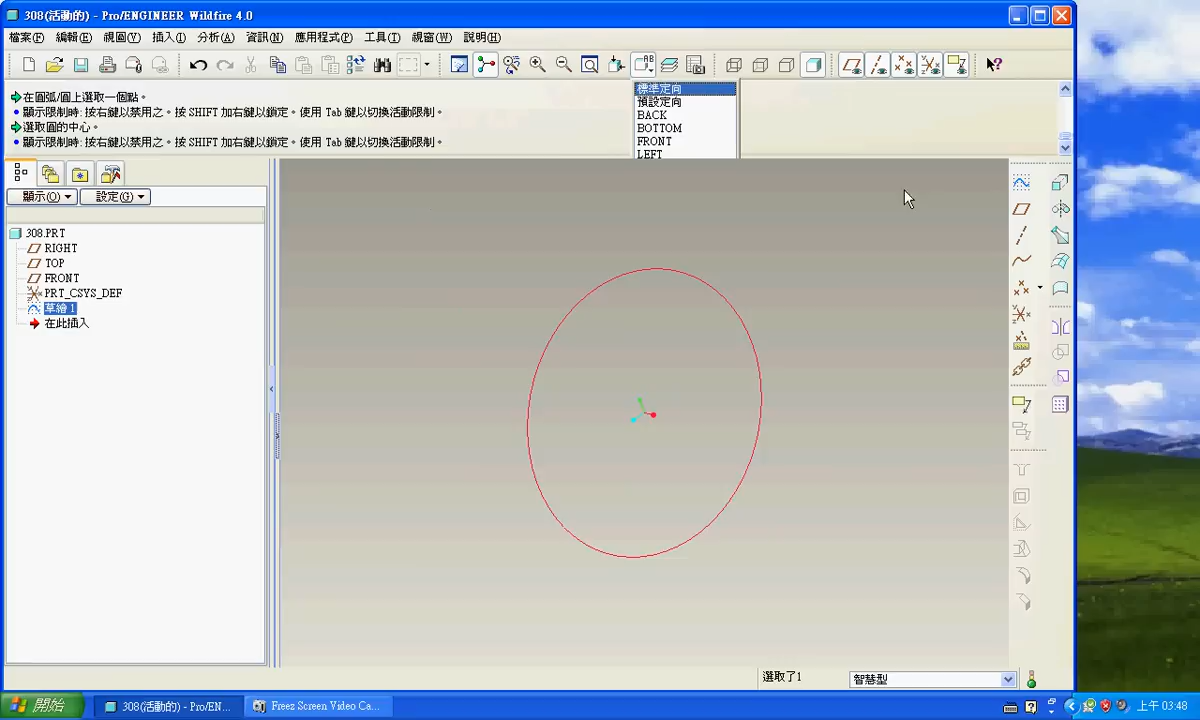 308(活動的) - Pro/ENGINEER Wildfire 4.0
檔案(F) 編輯(E) 視圖(V) 插入(I) 分析(A) 資訊(N) 應用程式(P) 工具(T) 視窗(W) 說明(H)
在圓弧/圓上選取一個點。
顯示限制時: 按右鍵以禁用之。按 SHIFT 加右鍵以鎖定。使用 Tab 鍵以切換活動限制。
選取圓的中心。
顯示限制時: 按右鍵以禁用之。按 SHIFT 加右鍵以鎖定。使用 Tab 鍵以切換活動限制。
標準定向
預設定向
BACK
BOTTOM
FRONT
LEFT
顯示(O) 設定(G)
308.PRT
RIGHT
TOP
FRONT
PRT_CSYS_DEF
草繪 1
在此插入
選取了1
智慧型
開始
308(活動的) - Pro/EN...
Freez Screen Video Ca...
上午 03:48